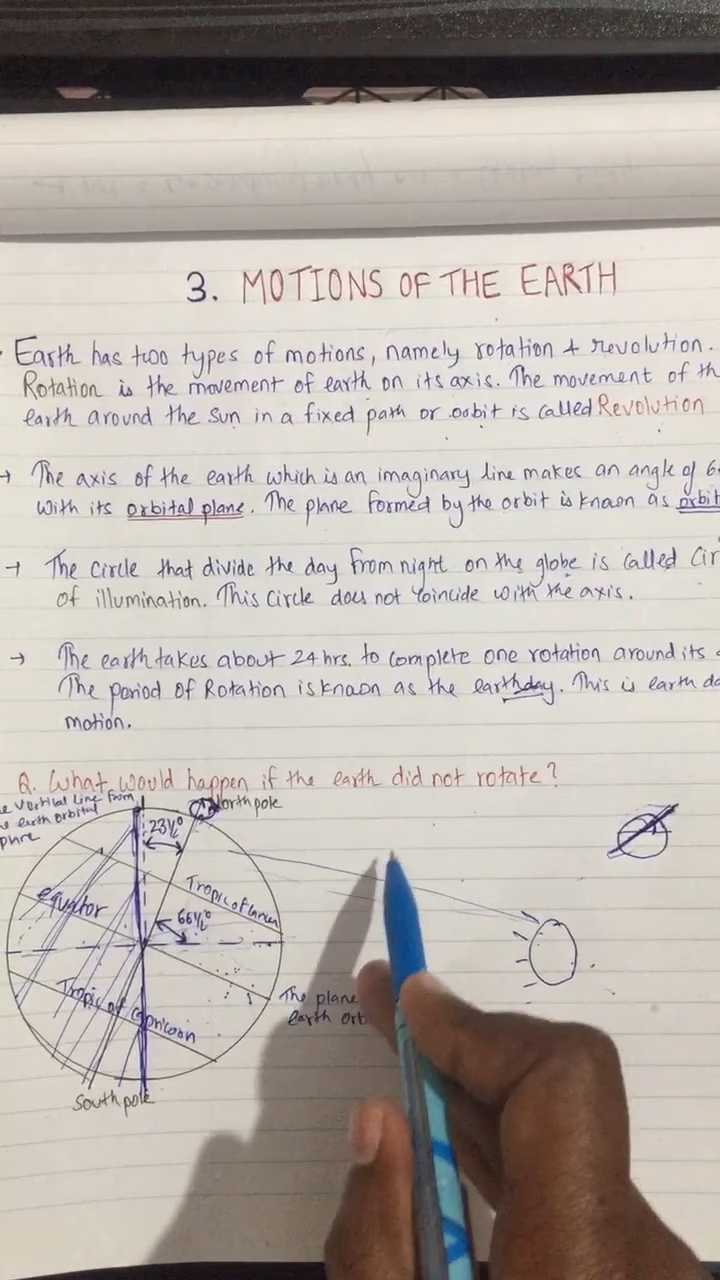 3. MOTIONS OF THE EARTH
Earth has two types of motions, namely rotation + revolution.
Rotation is the movement of earth on its axis. The movement of
earth around the sun in a fixed path or orbit is called Revolution
→ The axis of the earth which is an imaginary line makes an angle of
with its orbital plane. The plane formed by the orbit is known as
→ The Circle that divide the day from night on the globe is called
of illumination. This Circle does not coincide with the axis.
→ The earth takes about 24 hrs. to complete one rotation around its
The period of Rotation is known as the earthday. This is earth
motion.
Q. What would happen if the earth did not rotate?
vertical line from
earth orbital
North pole
23½°
Tropic of cancer
equator
66½°
Tropic of capricorn
The plane
earth
South pole